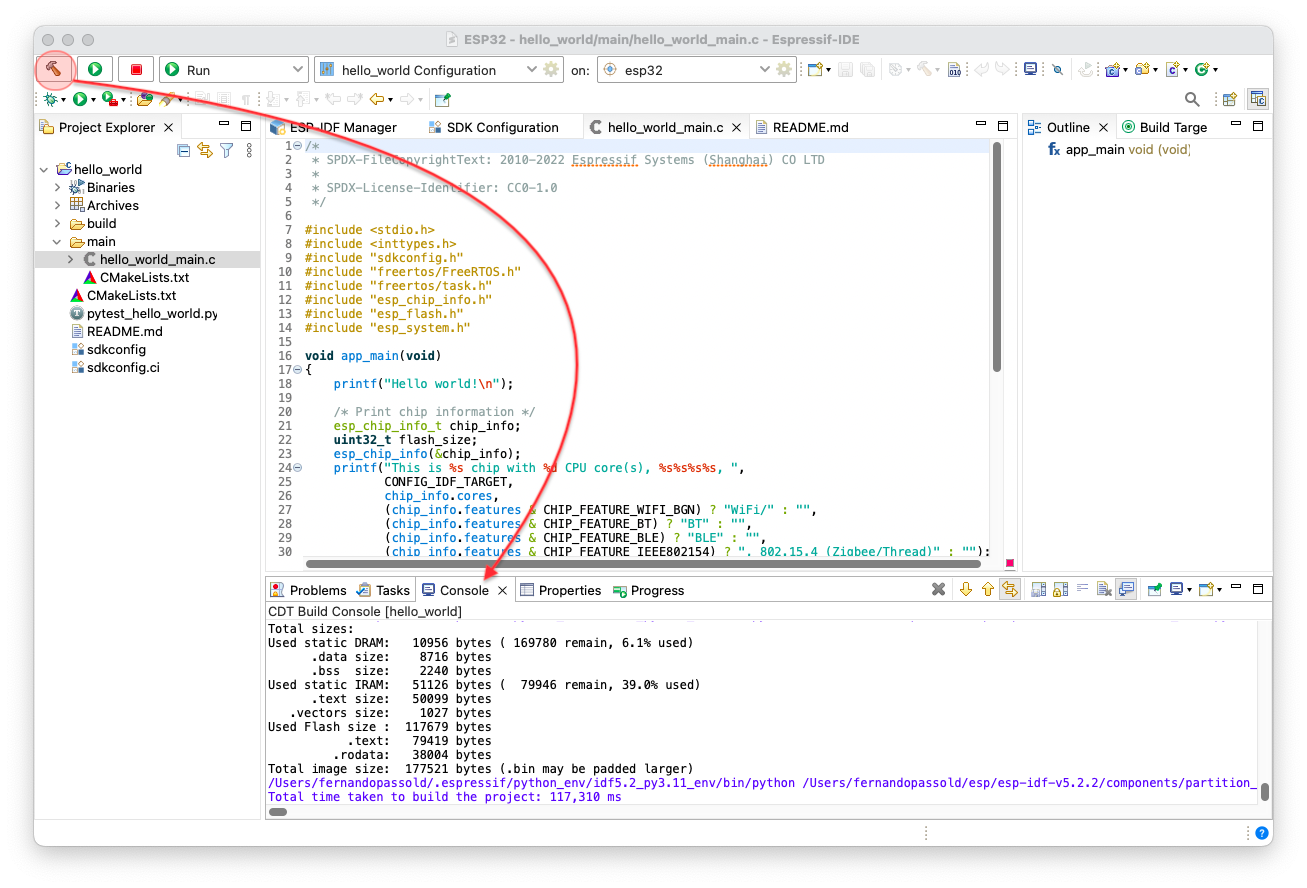 ESP32 - hello_world/main/hello_world_main.c - Espressif-IDE
Run
hello_world Configuration
on:
esp32
010
Project Explorer
ESP-IDF Manager
SDK Configuration
hello_world_main.c
README.md
Outline
Build Targe
app_main void (void)
hello_world
Binaries
Archives
build
main
hello_world_main.c
CMakeLists.txt
CMakeLists.txt
pytest_hello_world.py
README.md
sdkconfig
sdkconfig.ci
1 /*
2 * SPDX-FileCopyrightText: 2010-2022 Espressif Systems (Shanghai) CO LTD
3 *
4 * SPDX-License-Identifier: CC0-1.0
5 */
6
7 #include <stdio.h>
8 #include <inttypes.h>
9 #include "sdkconfig.h"
10 #include "freertos/FreeRTOS.h"
11 #include "freertos/task.h"
12 #include "esp_chip_info.h"
13 #include "esp_flash.h"
14 #include "esp_system.h"
15
16 void app_main(void)
17 {
18 printf("Hello world!\n");
19
20 /* Print chip information */
21 esp_chip_info_t chip_info;
22 uint32_t flash_size;
23 esp_chip_info(&chip_info);
24 printf("This is %s chip with %d CPU core(s), %s%s%s%s, ",
25 CONFIG_IDF_TARGET,
26 chip_info.cores,
27 (chip_info.features & CHIP_FEATURE_WIFI_BGN) ? "WiFi/" : "",
28 (chip_info.features & CHIP_FEATURE_BT) ? "BT" : "",
29 (chip_info.features & CHIP_FEATURE_BLE) ? "BLE" : "",
30 (chip_info.features & CHIP_FEATURE_IEEE802154) ? ", 802.15.4 (Zigbee/Thread)" : "");
Problems
Tasks
Console
Properties
Progress
CDT Build Console [hello_world]
Total sizes:
Used static DRAM: 10956 bytes ( 169780 remain, 6.1% used)
.data size: 8716 bytes
.bss size: 2240 bytes
Used static IRAM: 51126 bytes ( 79946 remain, 39.0% used)
.text size: 50099 bytes
.vectors size: 1027 bytes
Used Flash size : 117679 bytes
.text: 79419 bytes
.rodata: 38004 bytes
Total image size: 177521 bytes (.bin may be padded larger)
/Users/fernandopassold/.espressif/python_env/idf5.2_py3.11_env/bin/python /Users/fernandopassold/esp/esp-idf-v5.2.2/components/partition_
Total time taken to build the project: 117,310 ms